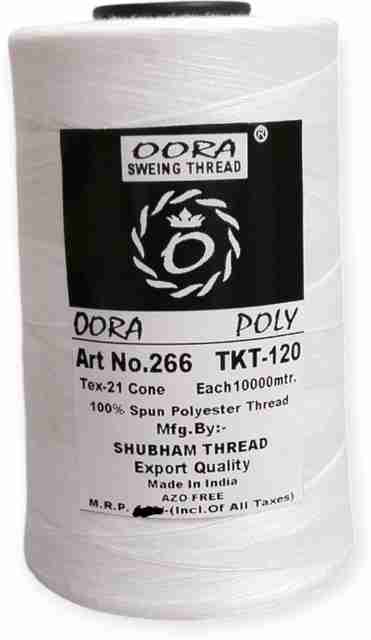 OORA ®
SWEING THREAD
O
OORA POLY
Art No.266 TKT-120
Tex-21 Cone Each10000mtr.
100% Spun Polyester Thread
Mfg.By:-
SHUBHAM THREAD
Export Quality
Made In India
AZO FREE
M.R.P. -(Incl.Of All Taxes)